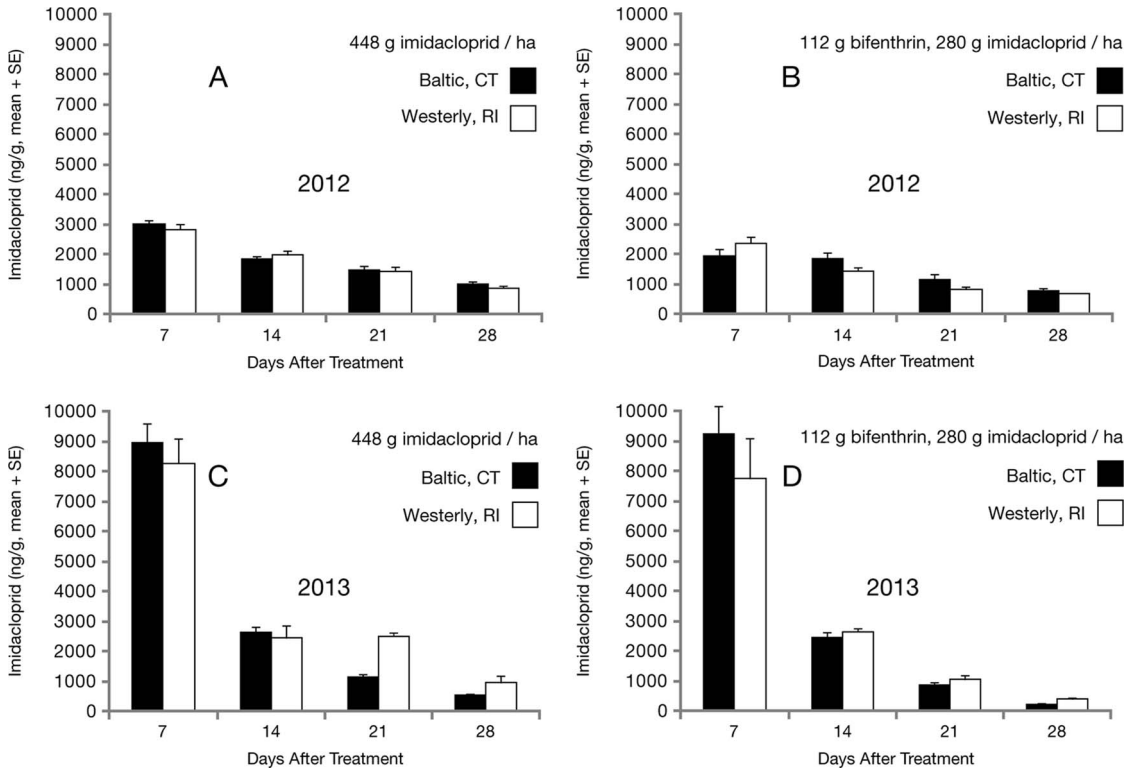 10000
9000
8000
7000
6000
5000
4000
3000
2000
1000
0
Imidacloprid (ng/g, mean + SE)
448 g imidacloprid / ha
A
Baltic, CT
Westerly, RI
2012
7 14 21 28
Days After Treatment
10000
9000
8000
7000
6000
5000
4000
3000
2000
1000
0
Imidacloprid (ng/g, mean + SE)
112 g bifenthrin, 280 g imidacloprid / ha
B
Baltic, CT
Westerly, RI
2012
7 14 21 28
Days After Treatment
10000
9000
8000
7000
6000
5000
4000
3000
2000
1000
0
Imidacloprid (ng/g, mean + SE)
448 g imidacloprid / ha
C
Baltic, CT
Westerly, RI
2013
7 14 21 28
Days After Treatment
10000
9000
8000
7000
6000
5000
4000
3000
2000
1000
0
Imidacloprid (ng/g, mean + SE)
112 g bifenthrin, 280 g imidacloprid / ha
D
Baltic, CT
Westerly, RI
2013
7 14 21 28
Days After Treatment